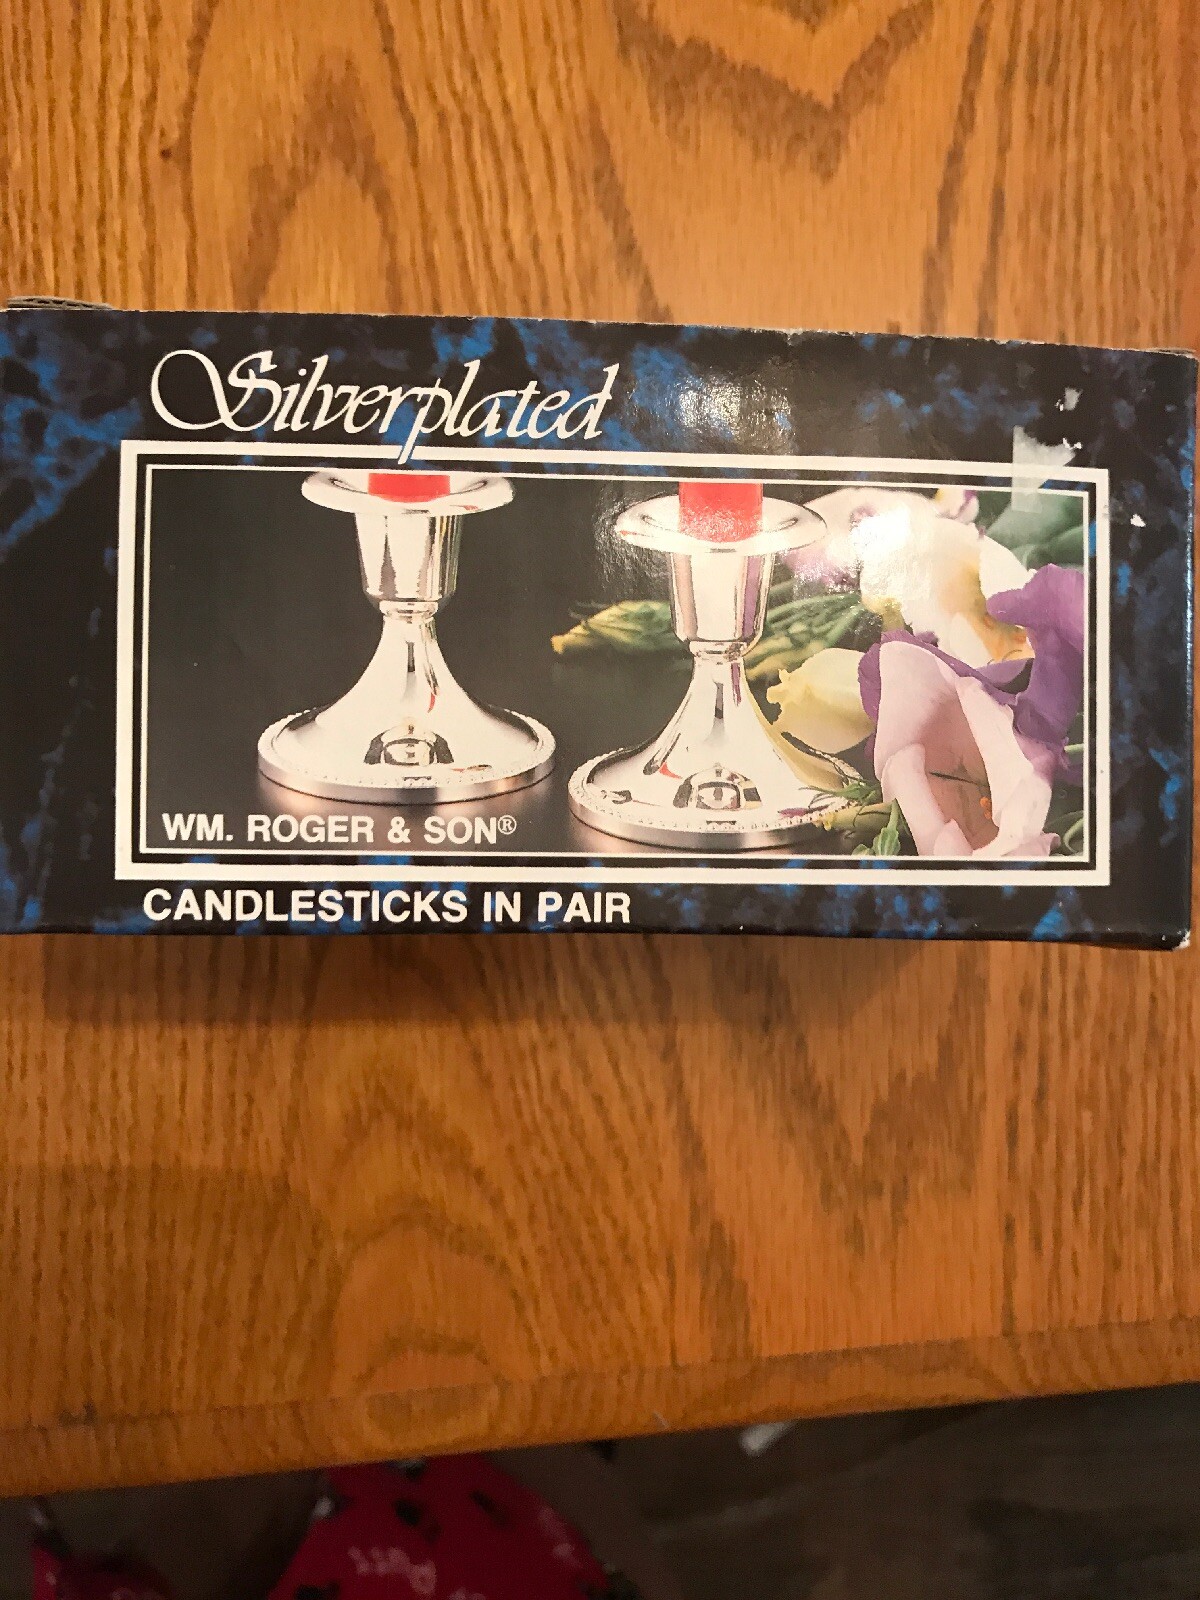 Silverplated
WM. ROGER & SON®
CANDLESTICKS IN PAIR